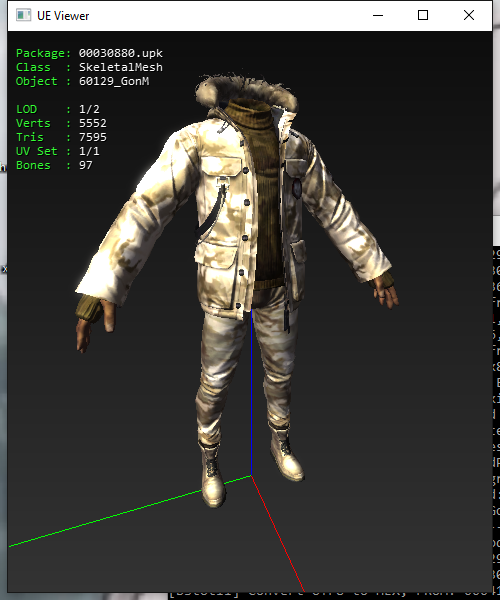 UE Viewer
Package: 00030880.upk
Class : SkeletalMesh
Object : 60129_GonM
LOD : 1/2
Verts : 5552
Tris : 7595
UV Set : 1/1
Bones : 97